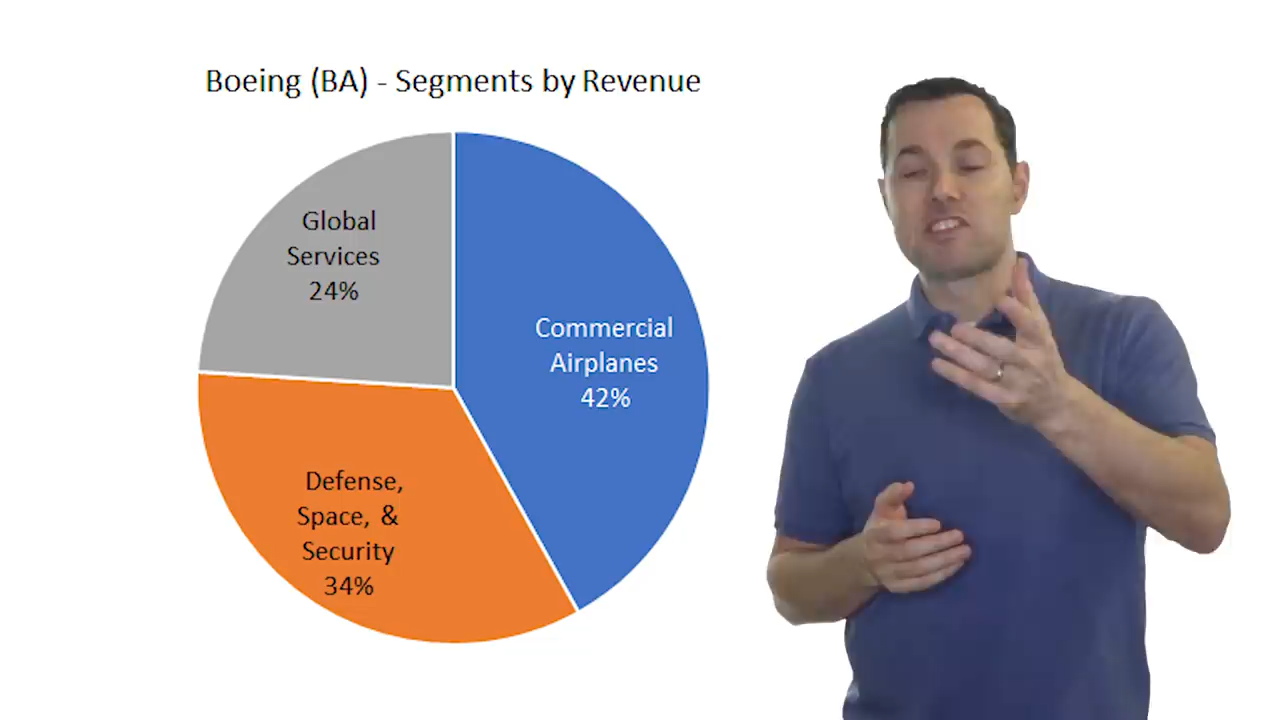 Boeing (BA) - Segments by Revenue
Global
Services
24%
Commercial
Airplanes
42%
Defense,
Space, &
Security
34%